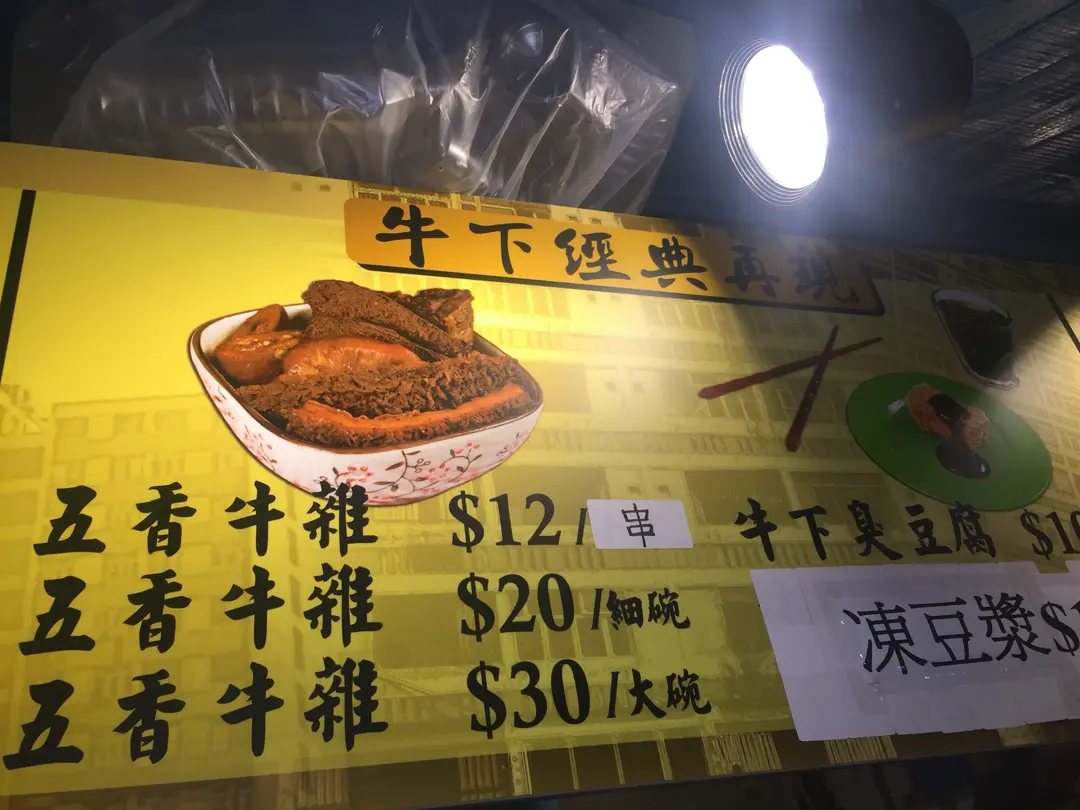 牛下經典再現
五香牛雜 $12/串
五香牛雜 $20/細碗
五香牛雜 $30/大碗
牛下臭豆腐 $10
凍豆漿$